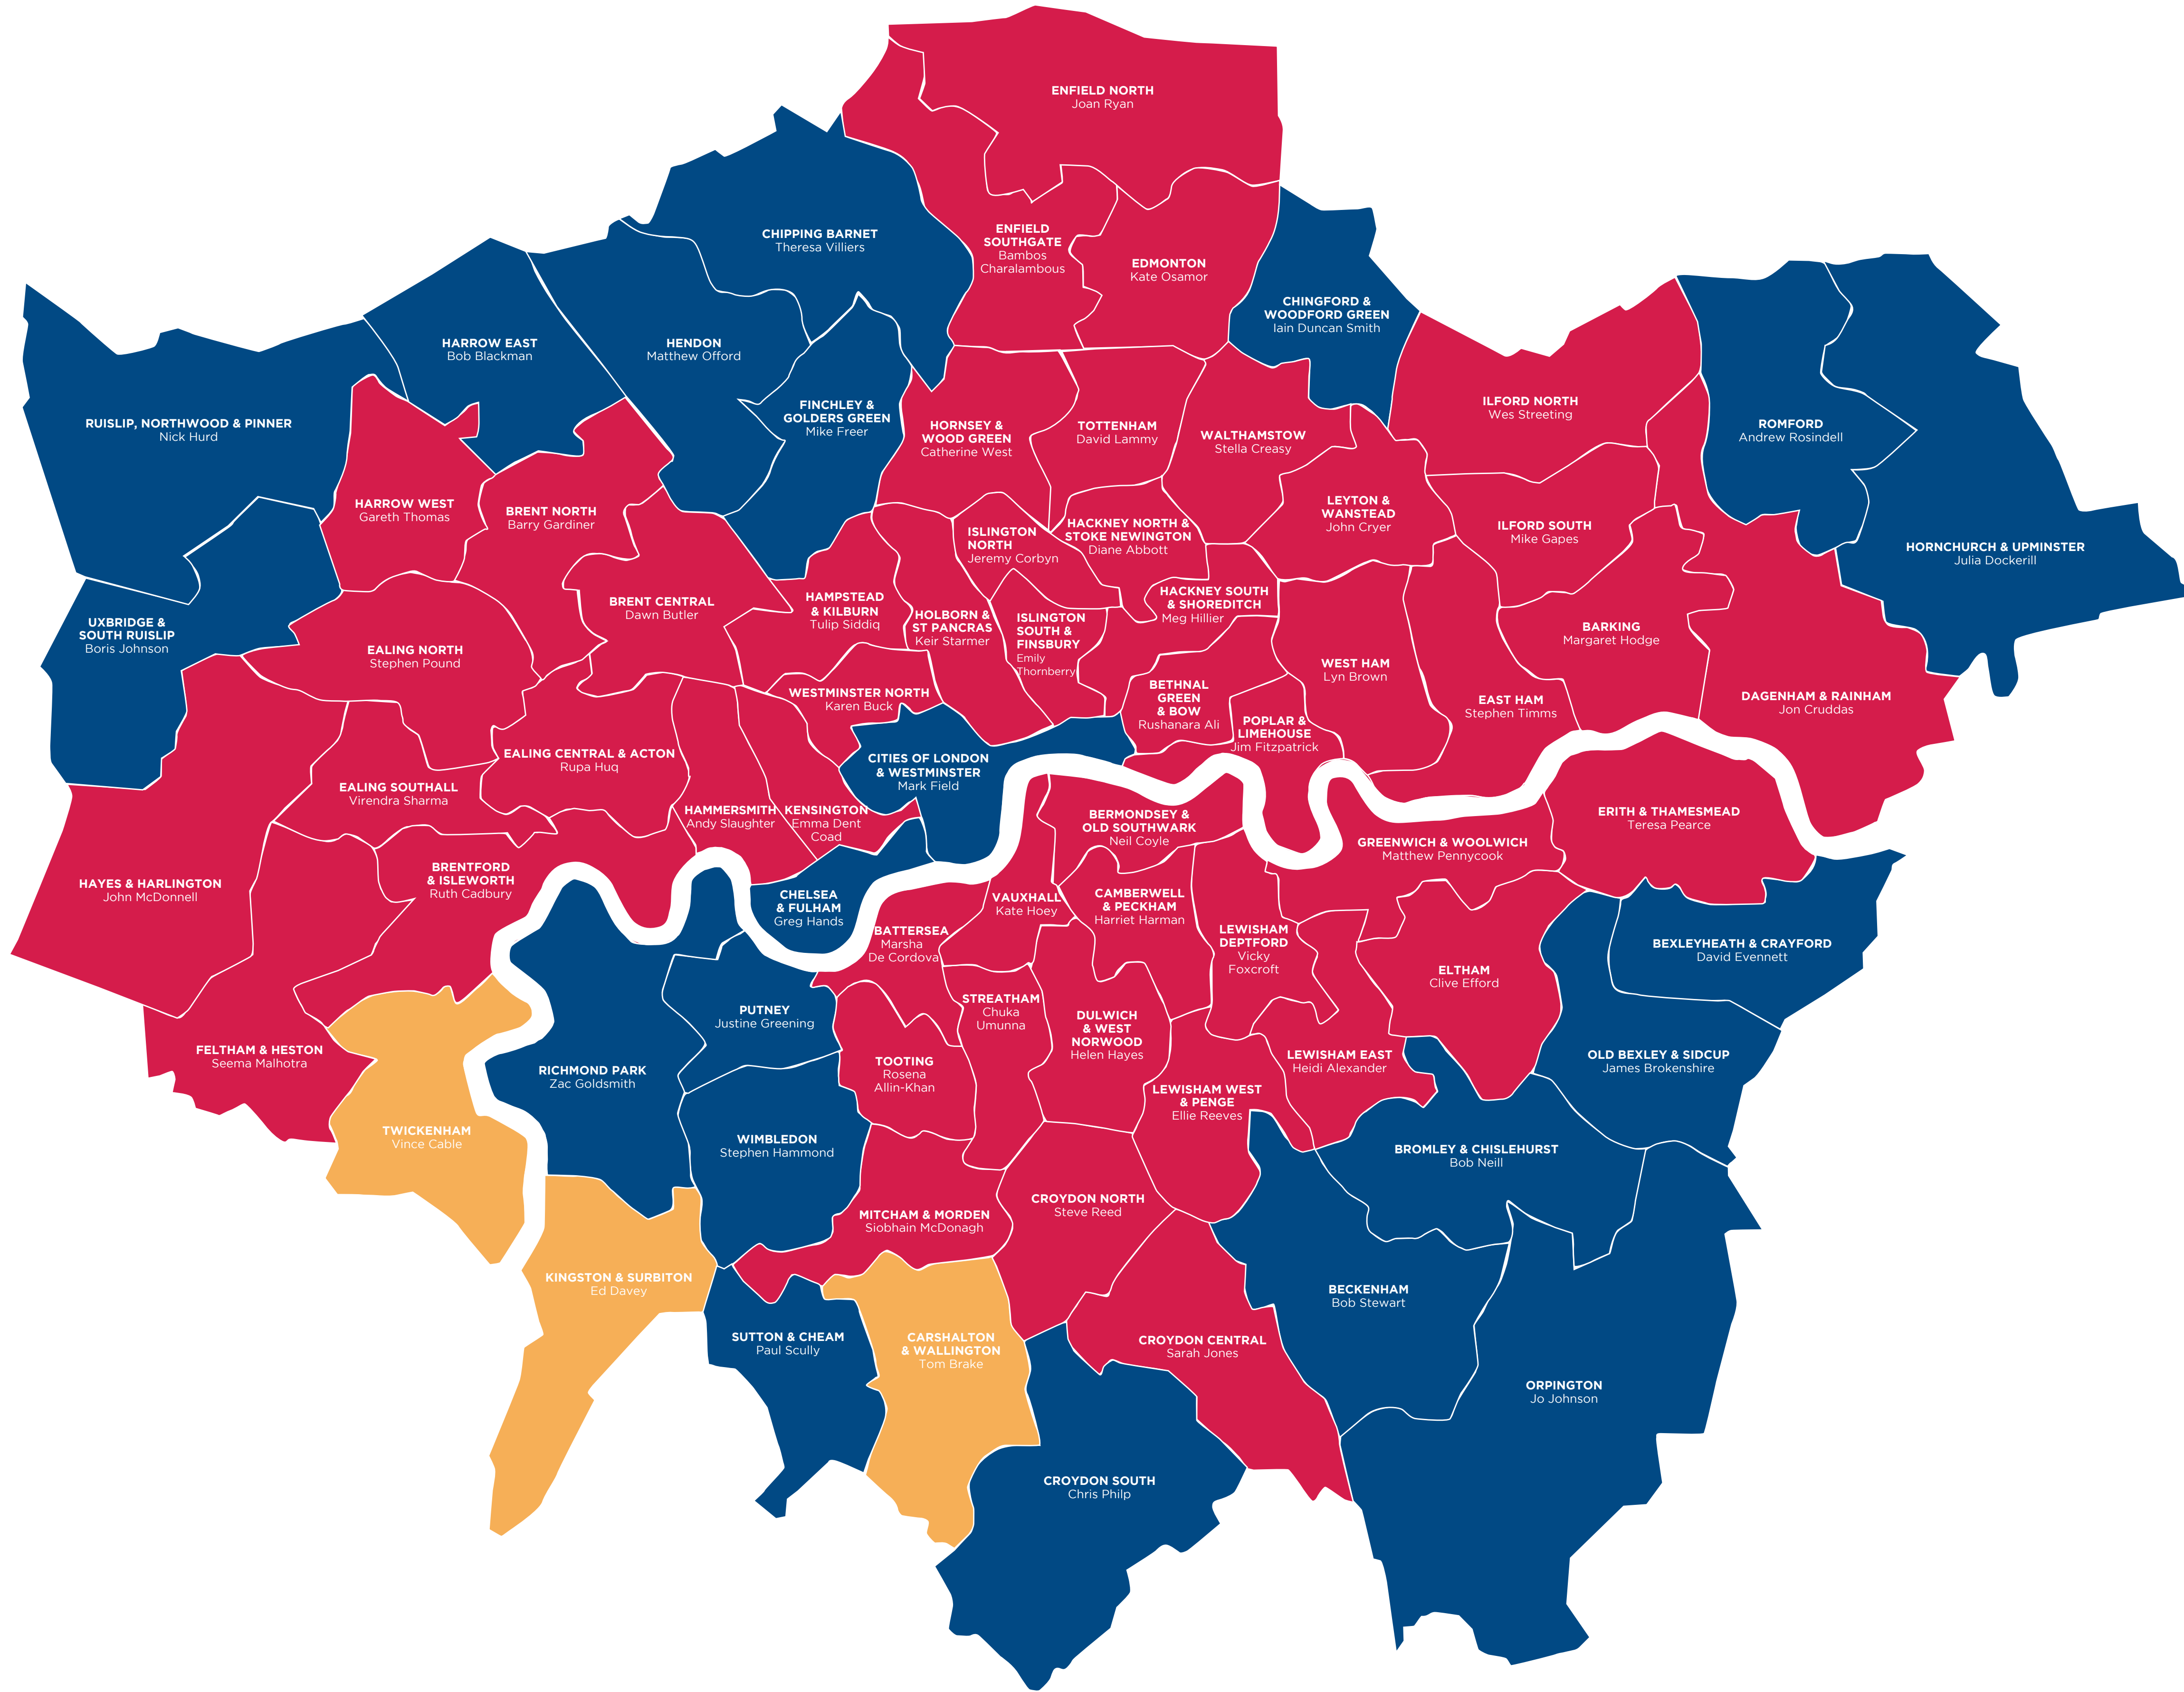 ENFIELD NORTH
Joan Ryan
CHIPPING BARNET
Theresa Villiers
ENFIELD
SOUTHGATE
Bambos
Charalambous
EDMONTON
Kate Osamor
CHINGFORD &
WOODFORD GREEN
Iain Duncan Smith
HARROW EAST
Bob Blackman
HENDON
Matthew Offord
RUISLIP, NORTHWOOD & PINNER
Nick Hurd
FINCHLEY &
GOLDERS GREEN
Mike Freer
HORNSEY &
WOOD GREEN
Catherine West
TOTTENHAM
David Lammy
WALTHAMSTOW
Stella Creasy
ILFORD NORTH
Wes Streeting
ROMFORD
Andrew Rosindell
HARROW WEST
Gareth Thomas
BRENT NORTH
Barry Gardiner
ISLINGTON
NORTH
Jeremy Corbyn
HACKNEY NORTH &
STOKE NEWINGTON
Diane Abbott
LEYTON &
WANSTEAD
John Cryer
ILFORD SOUTH
Mike Gapes
HORNCHURCH & UPMINSTER
Julia Dockerill
UXBRIDGE &
SOUTH RUISLIP
Boris Johnson
EALING NORTH
Stephen Pound
BRENT CENTRAL
Dawn Butler
HAMPSTEAD
& KILBURN
Tulip Siddiq
HOLBORN &
ST PANCRAS
Keir Starmer
ISLINGTON
SOUTH &
FINSBURY
Emily
Thornberry
HACKNEY SOUTH
& SHOREDITCH
Meg Hillier
WEST HAM
Lyn Brown
BARKING
Margaret Hodge
WESTMINSTER NORTH
Karen Buck
BETHNAL
GREEN
& BOW
Rushanara Ali
POPLAR &
LIMEHOUSE
Jim Fitzpatrick
EAST HAM
Stephen Timms
DAGENHAM & RAINHAM
Jon Cruddas
EALING SOUTHALL
Virendra Sharma
EALING CENTRAL & ACTON
Rupa Huq
CITIES OF LONDON
& WESTMINSTER
Mark Field
HAMMERSMITH
Andy Slaughter
KENSINGTON
Emma Dent
Coad
BERMONDSEY &
OLD SOUTHWARK
Neil Coyle
GREENWICH & WOOLWICH
Matthew Pennycook
ERITH & THAMESMEAD
Teresa Pearce
HAYES & HARLINGTON
John McDonnell
BRENTFORD
& ISLEWORTH
Ruth Cadbury
CHELSEA
& FULHAM
Greg Hands
BATTERSEA
Marsha
De Cordova
VAUXHALL
Kate Hoey
CAMBERWELL
& PECKHAM
Harriet Harman
LEWISHAM
DEPTFORD
Vicky
Foxcroft
ELTHAM
Clive Efford
BEXLEYHEATH & CRAYFORD
David Evennett
FELTHAM & HESTON
Seema Malhotra
RICHMOND PARK
Zac Goldsmith
PUTNEY
Justine Greening
TOOTING
Rosena
Allin-Khan
STREATHAM
Chuka
Umunna
DULWICH
& WEST
NORWOOD
Helen Hayes
LEWISHAM WEST
& PENGE
Ellie Reeves
LEWISHAM EAST
Heidi Alexander
OLD BEXLEY & SIDCUP
James Brokenshire
TWICKENHAM
Vince Cable
WIMBLEDON
Stephen Hammond
BROMLEY & CHISLEHURST
Bob Neill
MITCHAM & MORDEN
Siobhain McDonagh
CROYDON NORTH
Steve Reed
KINGSTON & SURBITON
Ed Davey
BECKENHAM
Bob Stewart
SUTTON & CHEAM
Paul Scully
CARSHALTON
& WALLINGTON
Tom Brake
CROYDON CENTRAL
Sarah Jones
ORPINGTON
Jo Johnson
CROYDON SOUTH
Chris Philp